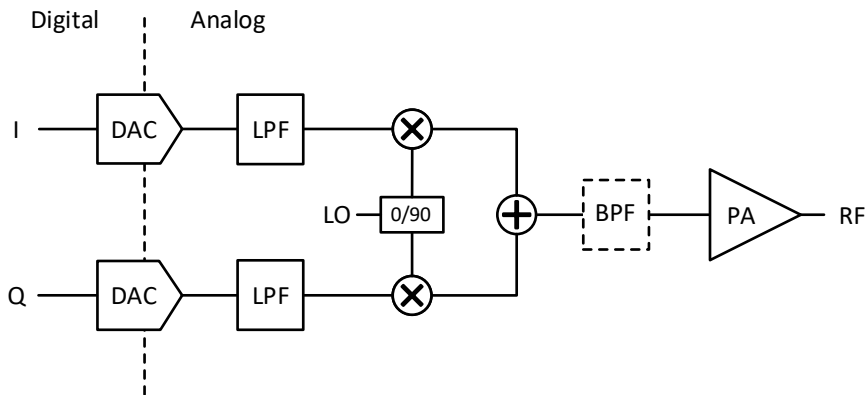 Digital Analog
I DAC LPF
LO 0/90 BPF PA RF
Q DAC LPF